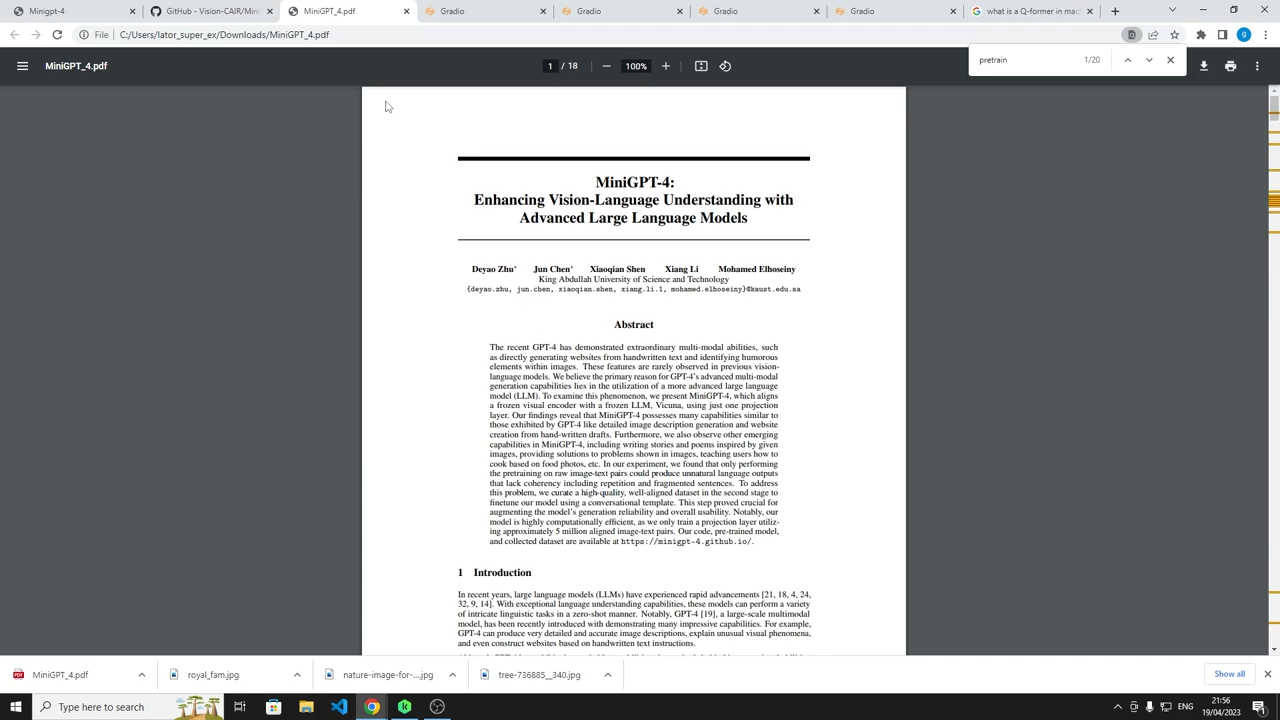 Minigpt-4
GitHub - Vision-CAIR/Mini
MiniGPT_4.pdf
Gradio
Gradio
Gradio
Gradio
Gradio
what is a Q-former in mac
File
C:/Users/lator_super_ex/Downloads/MiniGPT_4.pdf
g
MiniGPT_4.pdf
1 / 18
100%
pretrain
1/20
MiniGPT-4:
Enhancing Vision-Language Understanding with
Advanced Large Language Models
Deyao Zhu* Jun Chen* Xiaoqian Shen Xiang Li Mohamed Elhoseiny
King Abdullah University of Science and Technology
{deyao.zhu, jun.chen, xiaoqian.shen, xiang.li.1, mohamed.elhoseiny}@kaust.edu.sa
Abstract
The recent GPT-4 has demonstrated extraordinary multi-modal abilities, such
as directly generating websites from handwritten text and identifying humorous
elements within images. These features are rarely observed in previous vision-
language models. We believe the primary reason for GPT-4's advanced multi-modal
generation capabilities lies in the utilization of a more advanced large language
model (LLM). To examine this phenomenon, we present MiniGPT-4, which aligns
a frozen visual encoder with a frozen LLM, Vicuna, using just one projection
layer. Our findings reveal that MiniGPT-4 possesses many capabilities similar to
those exhibited by GPT-4 like detailed image description generation and website
creation from hand-written drafts. Furthermore, we also observe other emerging
capabilities in MiniGPT-4, including writing stories and poems inspired by given
images, providing solutions to problems shown in images, teaching users how to
cook based on food photos, etc. In our experiment, we found that only performing
the pretraining on raw image-text pairs could produce unnatural language outputs
that lack coherency including repetition and fragmented sentences. To address
this problem, we curate a high-quality, well-aligned dataset in the second stage to
finetune our model using a conversational template. This step proved crucial for
augmenting the model's generation reliability and overall usability. Notably, our
model is highly computationally efficient, as we only train a projection layer utiliz-
ing approximately 5 million aligned image-text pairs. Our code, pre-trained model,
and collected dataset are available at https://minigpt-4.github.io/.
1 Introduction
In recent years, large language models (LLMs) have experienced rapid advancements [21, 18, 4, 24,
32, 9, 14]. With exceptional language understanding capabilities, these models can perform a variety
of intricate linguistic tasks in a zero-shot manner. Notably, GPT-4 [19], a large-scale multimodal
model, has been recently introduced with demonstrating many impressive capabilities. For example,
GPT-4 can produce very detailed and accurate image descriptions, explain unusual visual phenomena,
and even construct websites based on handwritten text instructions.
MiniGPT_4.pdf
royal_fam.jpg
nature-image-for-....jpg
tree-736885__340.jpg
Show all
Type here to search
ENG
21:56
19/04/2023
1